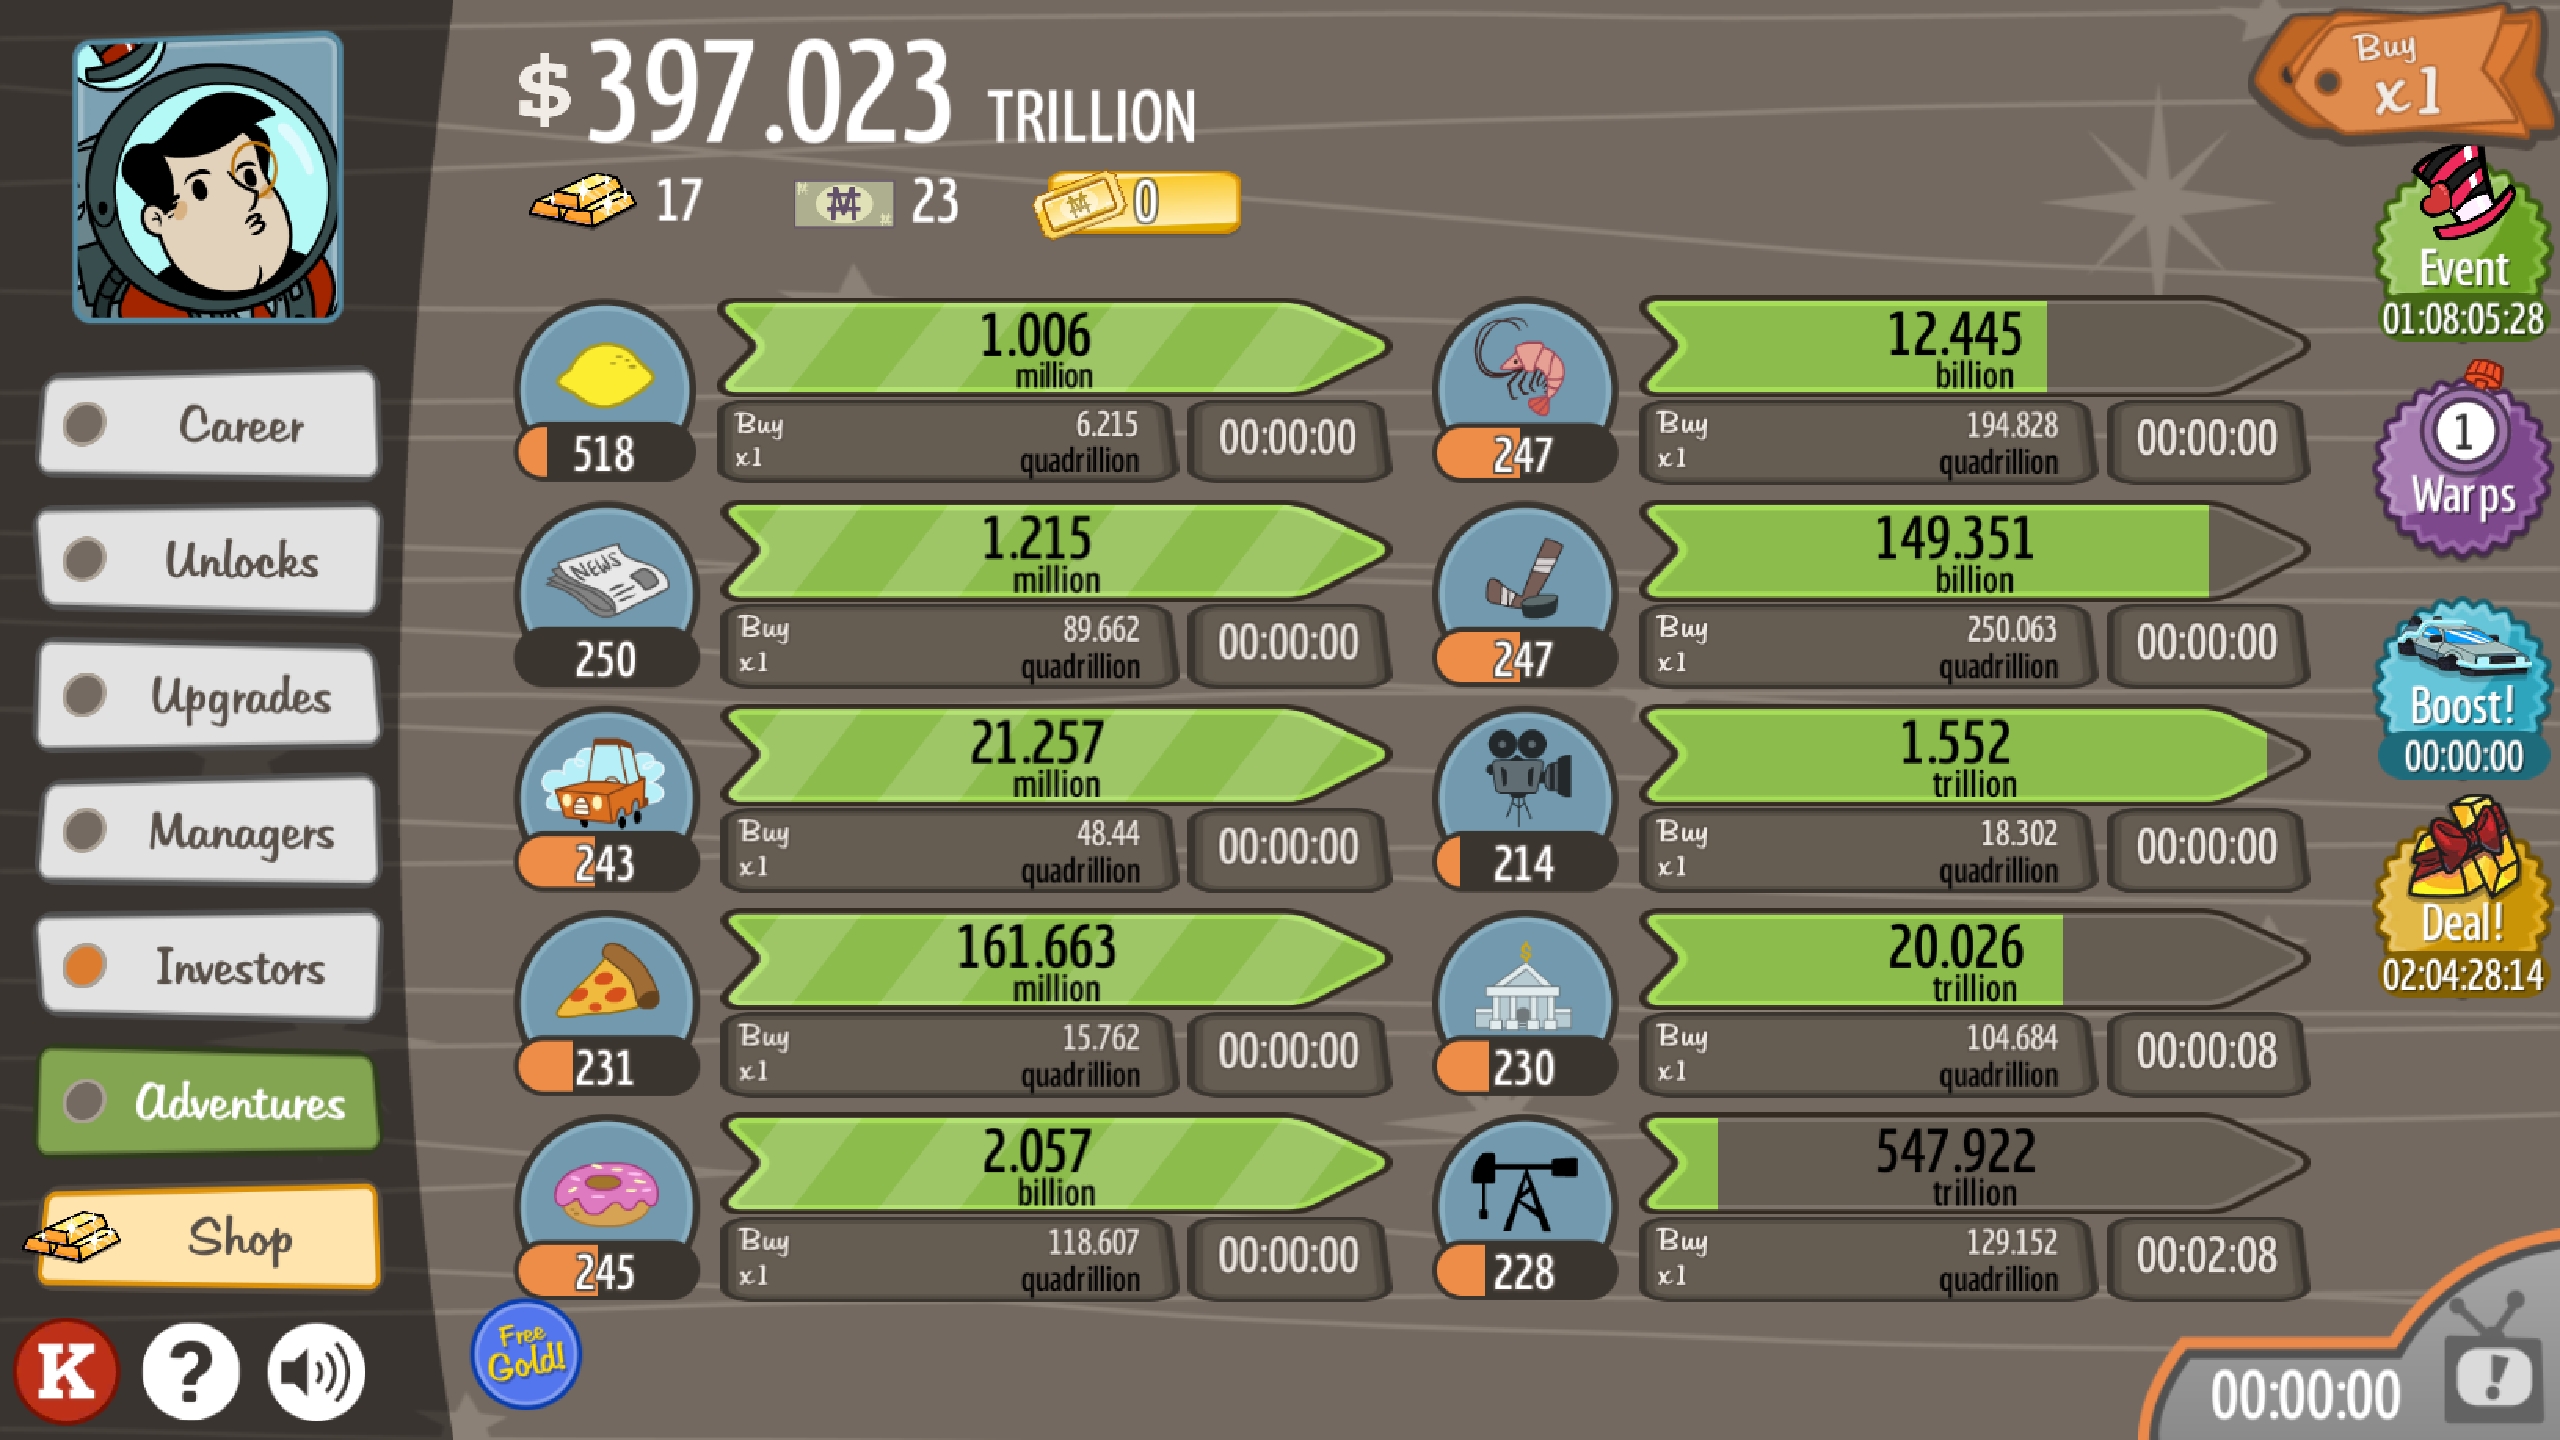 $ 397.023 TRILLION
17 23 0
Buy
x1
Event
01:08:05:28
1
Warps
Boost!
00:00:00
Deal!
02:04:28:14
Career
Unlocks
Upgrades
Managers
Investors
Adventures
Shop
K ?
518
1.006
million
Buy
x1
6.215
quadrillion
00:00:00
NEWS
250
1.215
million
Buy
x1
89.662
quadrillion
00:00:00
243
21.257
million
Buy
x1
48.44
quadrillion
00:00:00
231
161.663
million
Buy
x1
15.762
quadrillion
00:00:00
245
2.057
billion
Buy
x1
118.607
quadrillion
00:00:00
247
12.445
billion
Buy
x1
194.828
quadrillion
00:00:00
247
149.351
billion
Buy
x1
250.063
quadrillion
00:00:00
214
1.552
trillion
Buy
x1
18.302
quadrillion
00:00:00
$
230
20.026
trillion
Buy
x1
104.684
quadrillion
00:00:08
228
547.922
trillion
Buy
x1
129.152
quadrillion
00:02:08
Free
Gold!
00:00:00
!